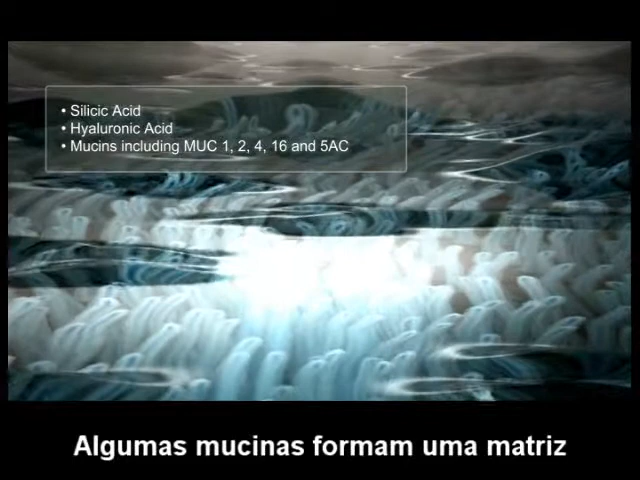 • Silicic Acid
• Hyaluronic Acid
• Mucins including MUC 1, 2, 4, 16 and 5AC
Algumas mucinas formam uma matriz